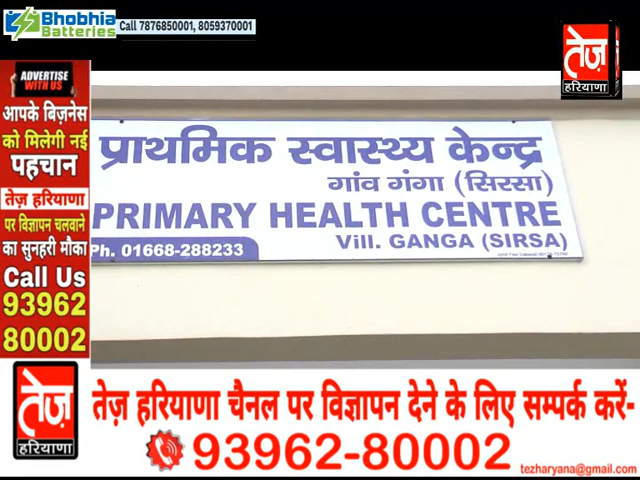 Bhobhia
Batteries
Call 7876850001, 8059370001
तेज़
हरियाणा
ADVERTISE
WITH US
आपके बिज़नेस
को मिलेगी नई
पहचान
तेज़ हरियाणा
पर विज्ञापन चलवाने
का सुनहरी मौका
Call Us
93962
80002
प्राथमिक स्वास्थ्य केन्द्र
गांव गंगा (सिरसा)
PRIMARY HEALTH CENTRE
Vill. GANGA (SIRSA)
Ph. 01668-288233
तेज़
हरियाणा
तेज़ हरियाणा चैनल पर विज्ञापन देने के लिए सम्पर्क करें-
93962-80002
tezharyana@gmail.com